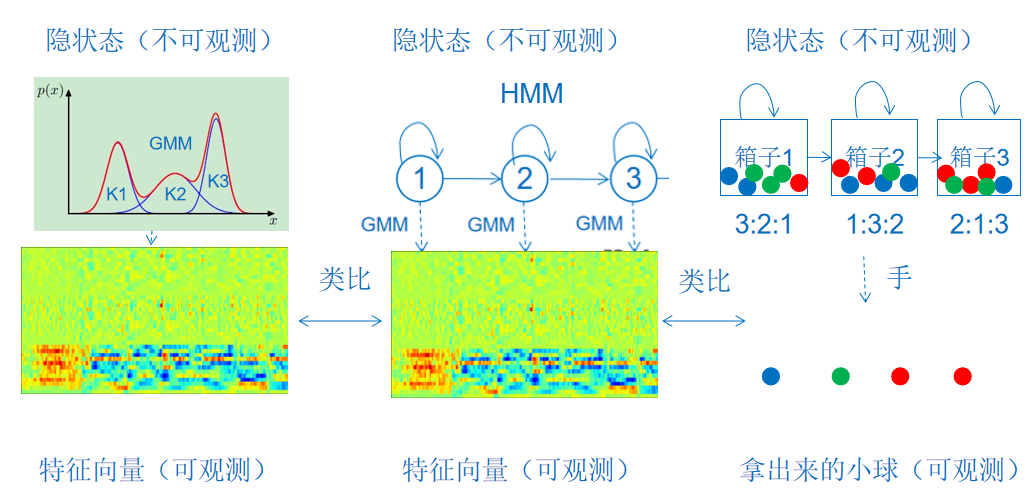 隐状态（不可观测）
隐状态（不可观测）
隐状态（不可观测）
p(x)
GMM
K1
K2
K3
x
HMM
1
2
3
GMM
GMM
GMM
箱子1
箱子2
箱子3
3:2:1
1:3:2
2:1:3
手
类比
类比
特征向量（可观测）
特征向量（可观测）
拿出来的小球（可观测）